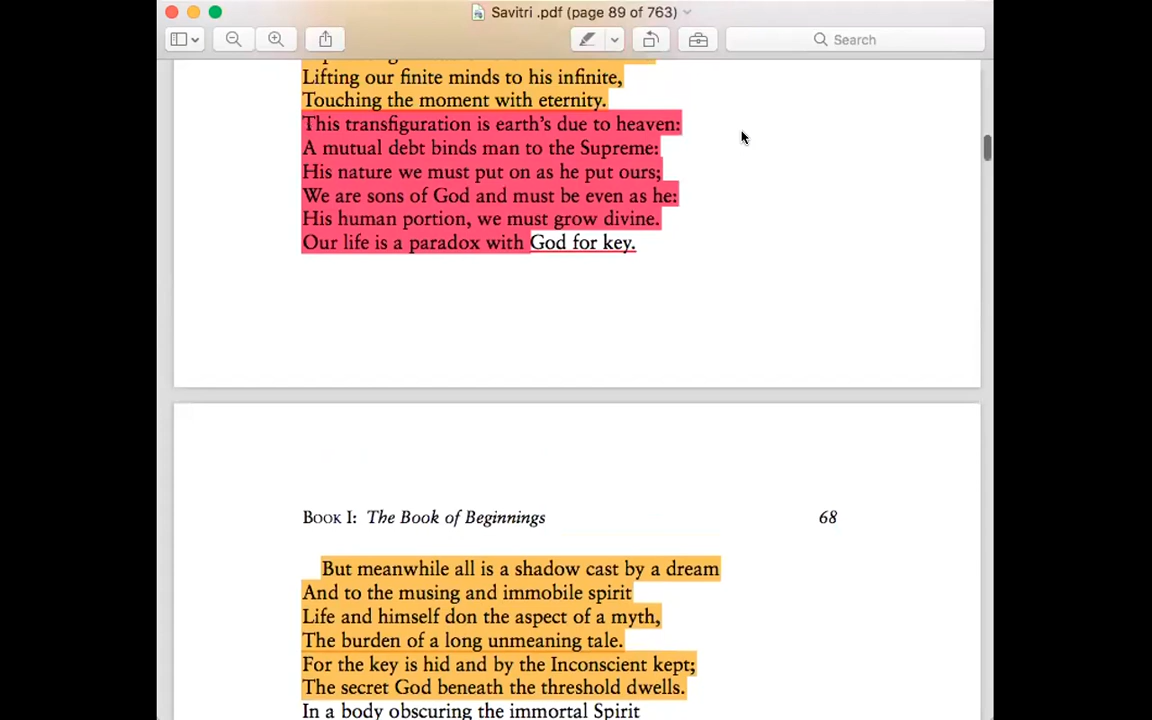 Savitri .pdf (page 89 of 763)
Search
Lifting our finite minds to his infinite,
Touching the moment with eternity.
This transfiguration is earth's due to heaven:
A mutual debt binds man to the Supreme:
His nature we must put on as he put ours;
We are sons of God and must be even as he:
His human portion, we must grow divine.
Our life is a paradox with God for key.
BOOK I: The Book of Beginnings 68
But meanwhile all is a shadow cast by a dream
And to the musing and immobile spirit
Life and himself don the aspect of a myth,
The burden of a long unmeaning tale.
For the key is hid and by the Inconscient kept;
The secret God beneath the threshold dwells.
In a body obscuring the immortal Spirit